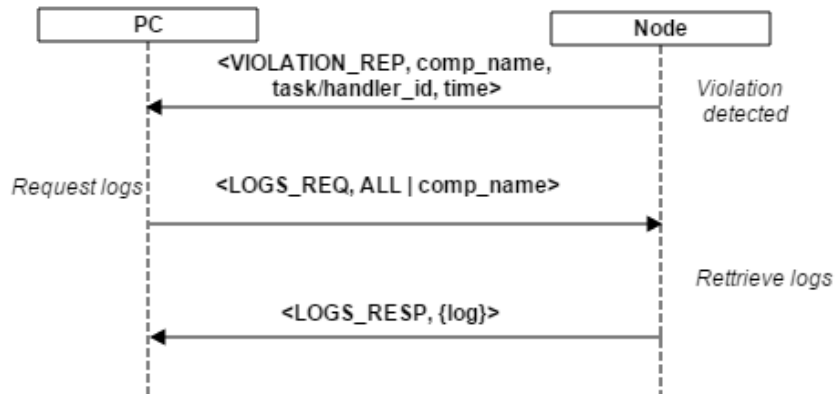 PC
Node
<VIOLATION_REP, comp_name,
task/handler_id, time>
Violation
detected
Request logs
<LOGS_REQ, ALL | comp_name>
Rettrieve logs
<LOGS_RESP, {log}>